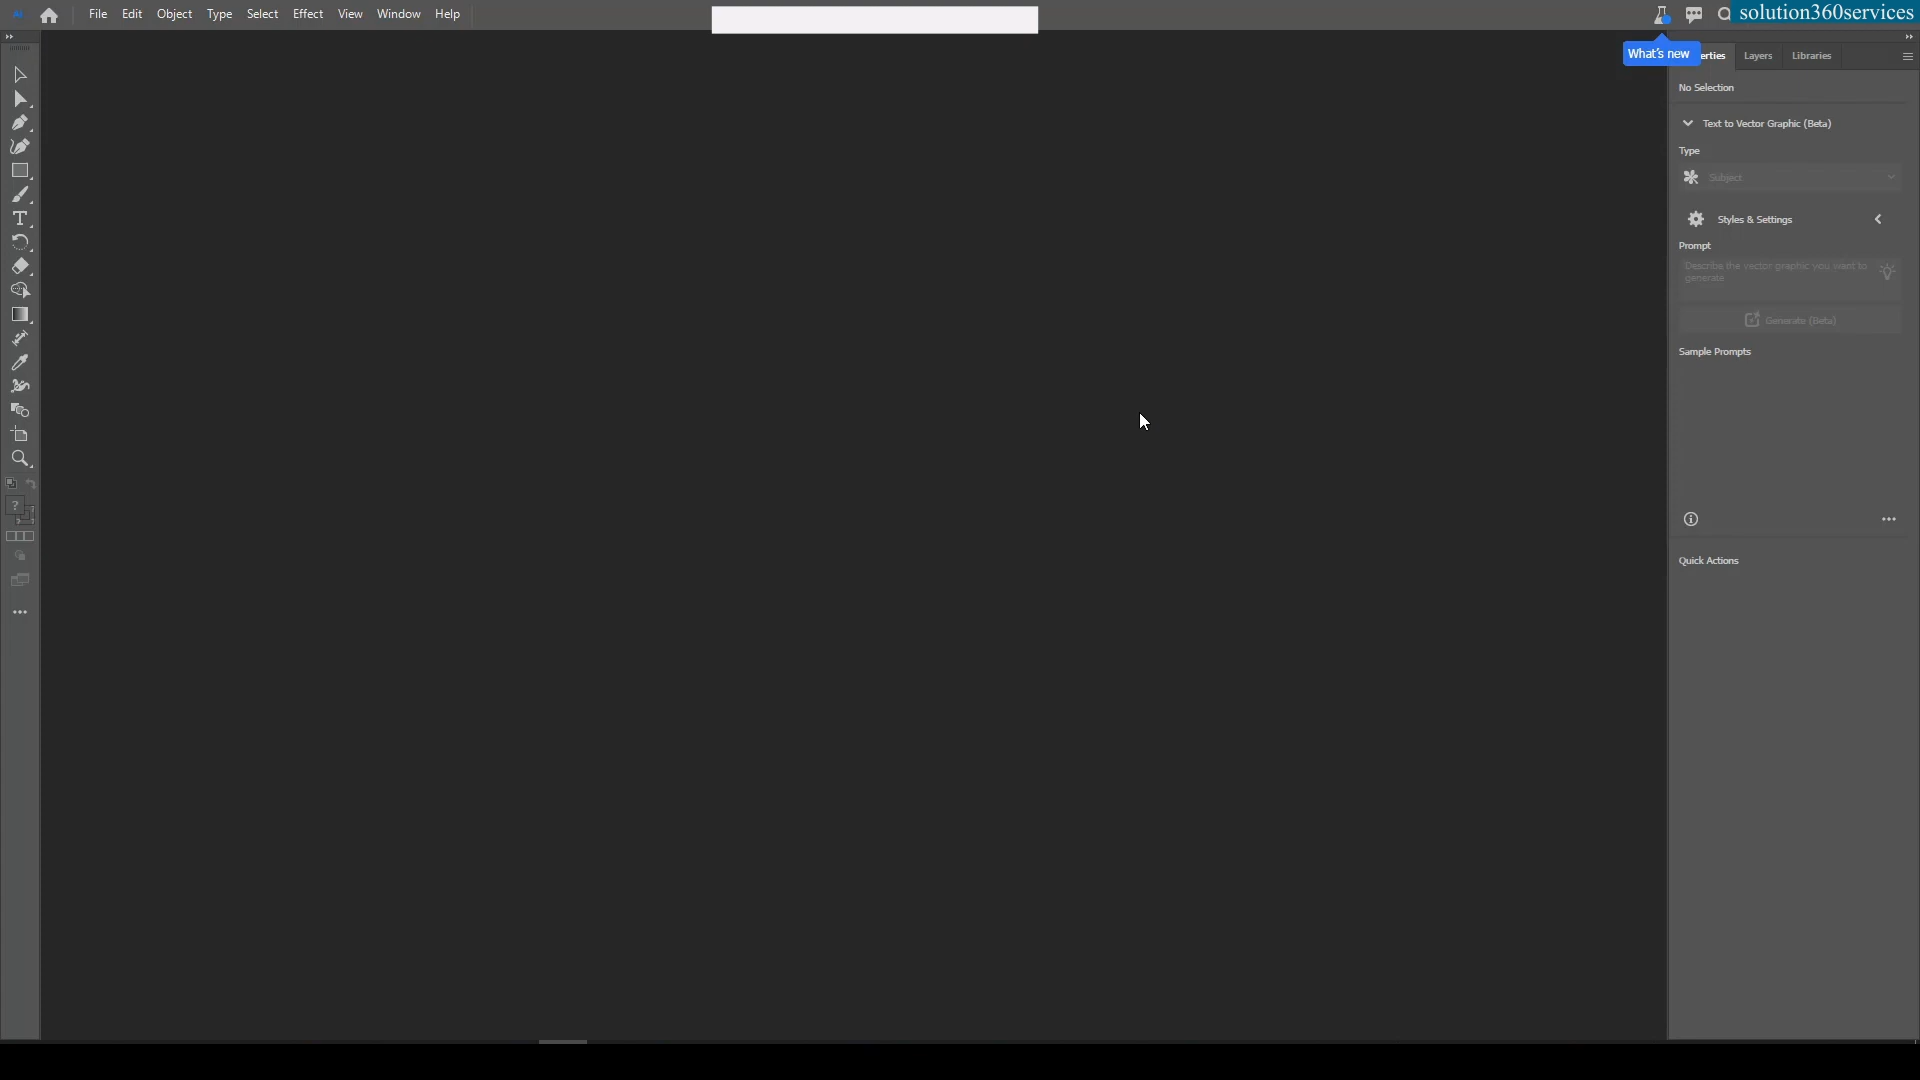 Ai File Edit Object Type Select Effect View Window Help
solution360services
What's new
erties Layers Libraries
No Selection
Text to Vector Graphic (Beta)
Type
Subject
Styles & Settings
Prompt
Describe the vector graphic you want to
generate
Generate (Beta)
Sample Prompts
Quick Actions
T
?